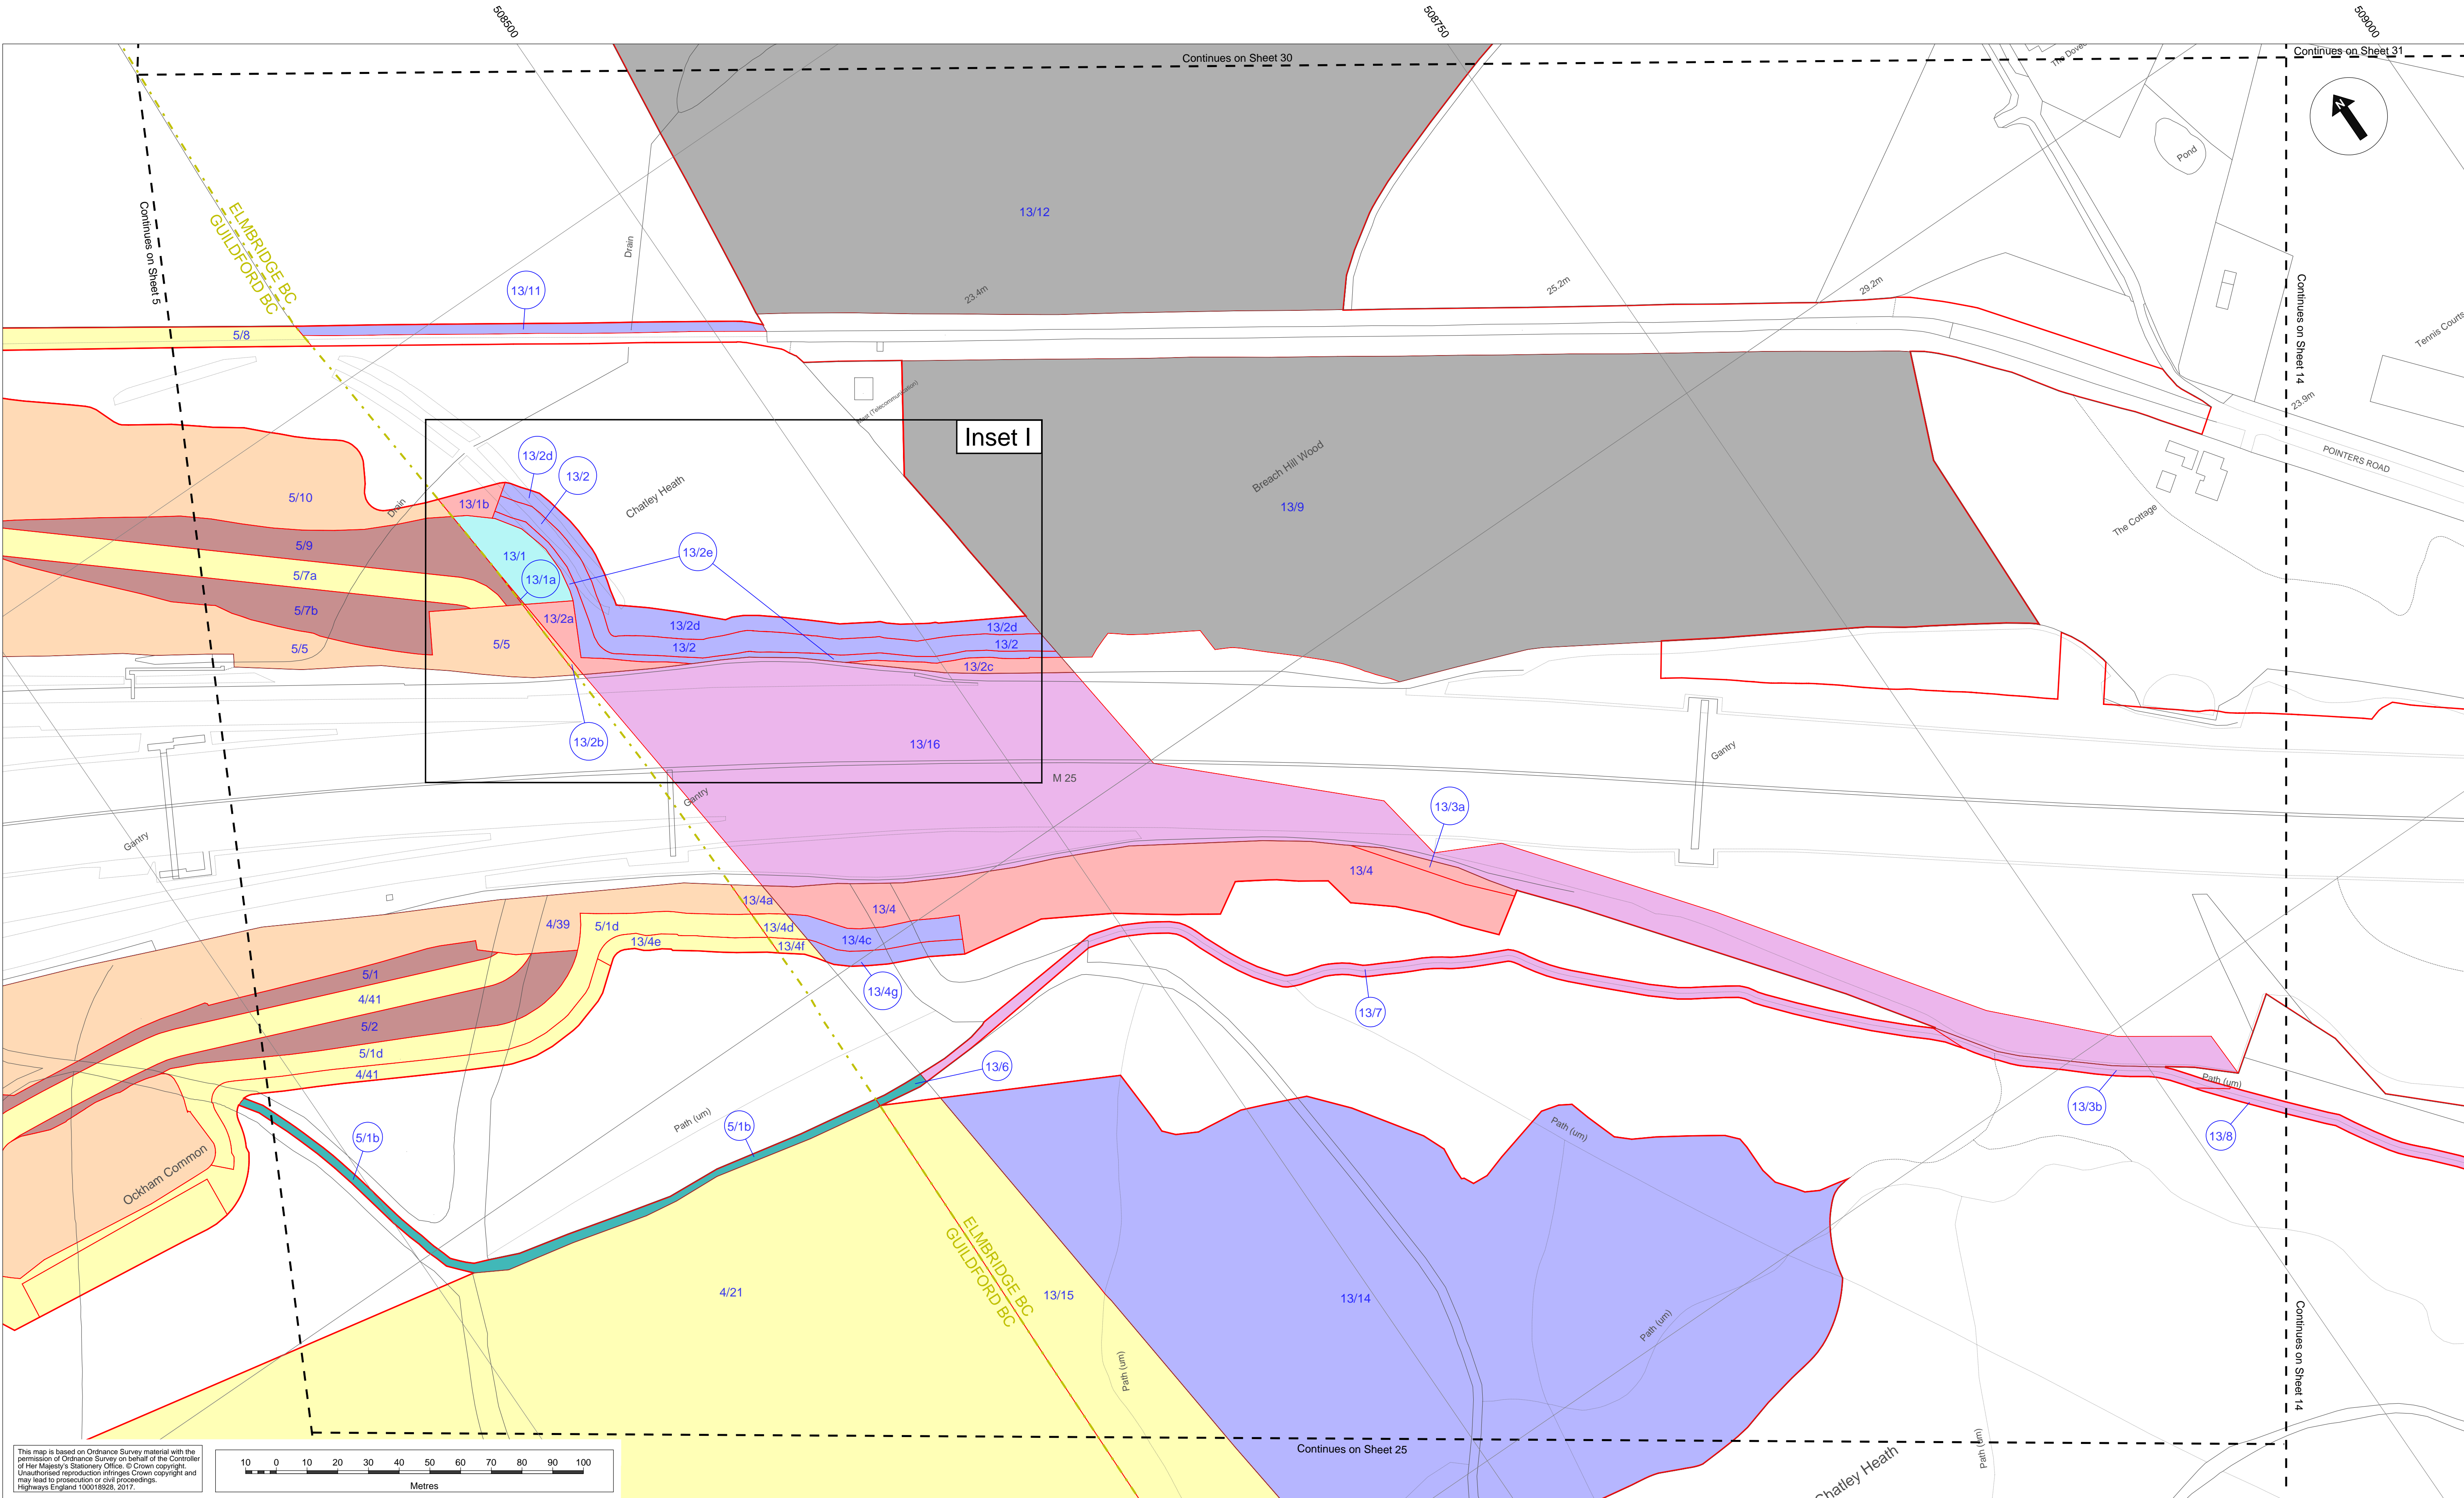 508500
508750
509000
Continues on Sheet 30
Continues on Sheet 31
N
Pond
Continues on Sheet 5
ELMBRIDGE BC
GUILDFORD BC
Drain
13/12
13/11
23.4m
25.2m
29.2m
Continues on Sheet 14
Tennis Courts
5/8
23.9m
POINTERS ROAD
Mast (Telecommunication)
Inset I
13/2d
13/2
Chatley Heath
Breach Hill Wood
13/9
The Cottage
5/10
Drain
13/1b
5/9
13/1
13/2e
5/7a
13/1a
5/7b
13/2a
13/2d
13/2d
5/5
5/5
13/2
13/2
13/2c
13/2b
13/16
Gantry
M 25
Gantry
13/3a
Gantry
13/4
13/4a
13/4
4/39
5/1d
13/4d
13/4c
13/4e
13/4f
5/1
13/4g
4/41
13/7
5/2
5/1d
4/41
13/6
Path (um)
13/3b
13/8
5/1b
Path (um)
5/1b
Path (um)
Ockham Common
ELMBRIDGE BC
GUILDFORD BC
4/21
13/15
13/14
Path (um)
Path (um)
Continues on Sheet 14
Continues on Sheet 25
Path (um)
Chatley Heath
This map is based on Ordnance Survey material with the
permission of Ordnance Survey on behalf of the Controller
of Her Majesty's Stationery Office. © Crown copyright.
Unauthorised reproduction infringes Crown copyright and
may lead to prosecution or civil proceedings.
Highways England 100018928, 2017.
10 0 10 20 30 40 50 60 70 80 90 100
Metres